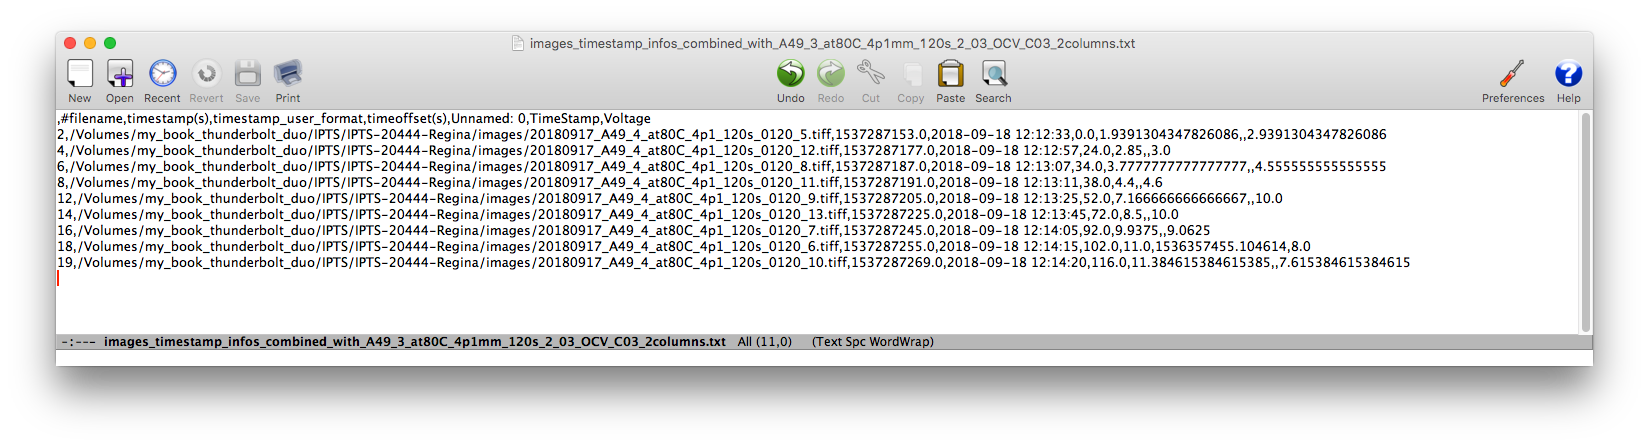 images_timestamp_infos_combined_with_A49_3_at80C_4p1mm_120s_2_03_OCV_C03_2columns.txt
New Open Recent Revert Save Print Undo Redo Cut Copy Paste Search Preferences Help
,#filename,timestamp(s),timestamp_user_format,timeoffset(s),Unnamed: 0,TimeStamp,Voltage
2,/Volumes/my_book_thunderbolt_duo/IPTS/IPTS-20444-Regina/images/20180917_A49_4_at80C_4p1_120s_0120_5.tiff,1537287153.0,2018-09-18 12:12:33,0.0,1.9391304347826086,,2.9391304347826086
4,/Volumes/my_book_thunderbolt_duo/IPTS/IPTS-20444-Regina/images/20180917_A49_4_at80C_4p1_120s_0120_12.tiff,1537287177.0,2018-09-18 12:12:57,24.0,2.85,,3.0
6,/Volumes/my_book_thunderbolt_duo/IPTS/IPTS-20444-Regina/images/20180917_A49_4_at80C_4p1_120s_0120_8.tiff,1537287187.0,2018-09-18 12:13:07,34.0,3.7777777777777777,,4.555555555555555
8,/Volumes/my_book_thunderbolt_duo/IPTS/IPTS-20444-Regina/images/20180917_A49_4_at80C_4p1_120s_0120_11.tiff,1537287191.0,2018-09-18 12:13:11,38.0,4.4,,4.6
12,/Volumes/my_book_thunderbolt_duo/IPTS/IPTS-20444-Regina/images/20180917_A49_4_at80C_4p1_120s_0120_9.tiff,1537287205.0,2018-09-18 12:13:25,52.0,7.166666666666667,,10.0
14,/Volumes/my_book_thunderbolt_duo/IPTS/IPTS-20444-Regina/images/20180917_A49_4_at80C_4p1_120s_0120_13.tiff,1537287225.0,2018-09-18 12:13:45,72.0,8.5,,10.0
16,/Volumes/my_book_thunderbolt_duo/IPTS/IPTS-20444-Regina/images/20180917_A49_4_at80C_4p1_120s_0120_7.tiff,1537287245.0,2018-09-18 12:14:05,92.0,9.9375,,9.0625
18,/Volumes/my_book_thunderbolt_duo/IPTS/IPTS-20444-Regina/images/20180917_A49_4_at80C_4p1_120s_0120_6.tiff,1537287255.0,2018-09-18 12:14:15,102.0,11.0,1536357455.104614,8.0
19,/Volumes/my_book_thunderbolt_duo/IPTS/IPTS-20444-Regina/images/20180917_A49_4_at80C_4p1_120s_0120_10.tiff,1537287269.0,2018-09-18 12:14:20,116.0,11.384615384615385,,7.615384615384615
-:--- images_timestamp_infos_combined_with_A49_3_at80C_4p1mm_120s_2_03_OCV_C03_2columns.txt All (11,0) (Text Spc WordWrap)